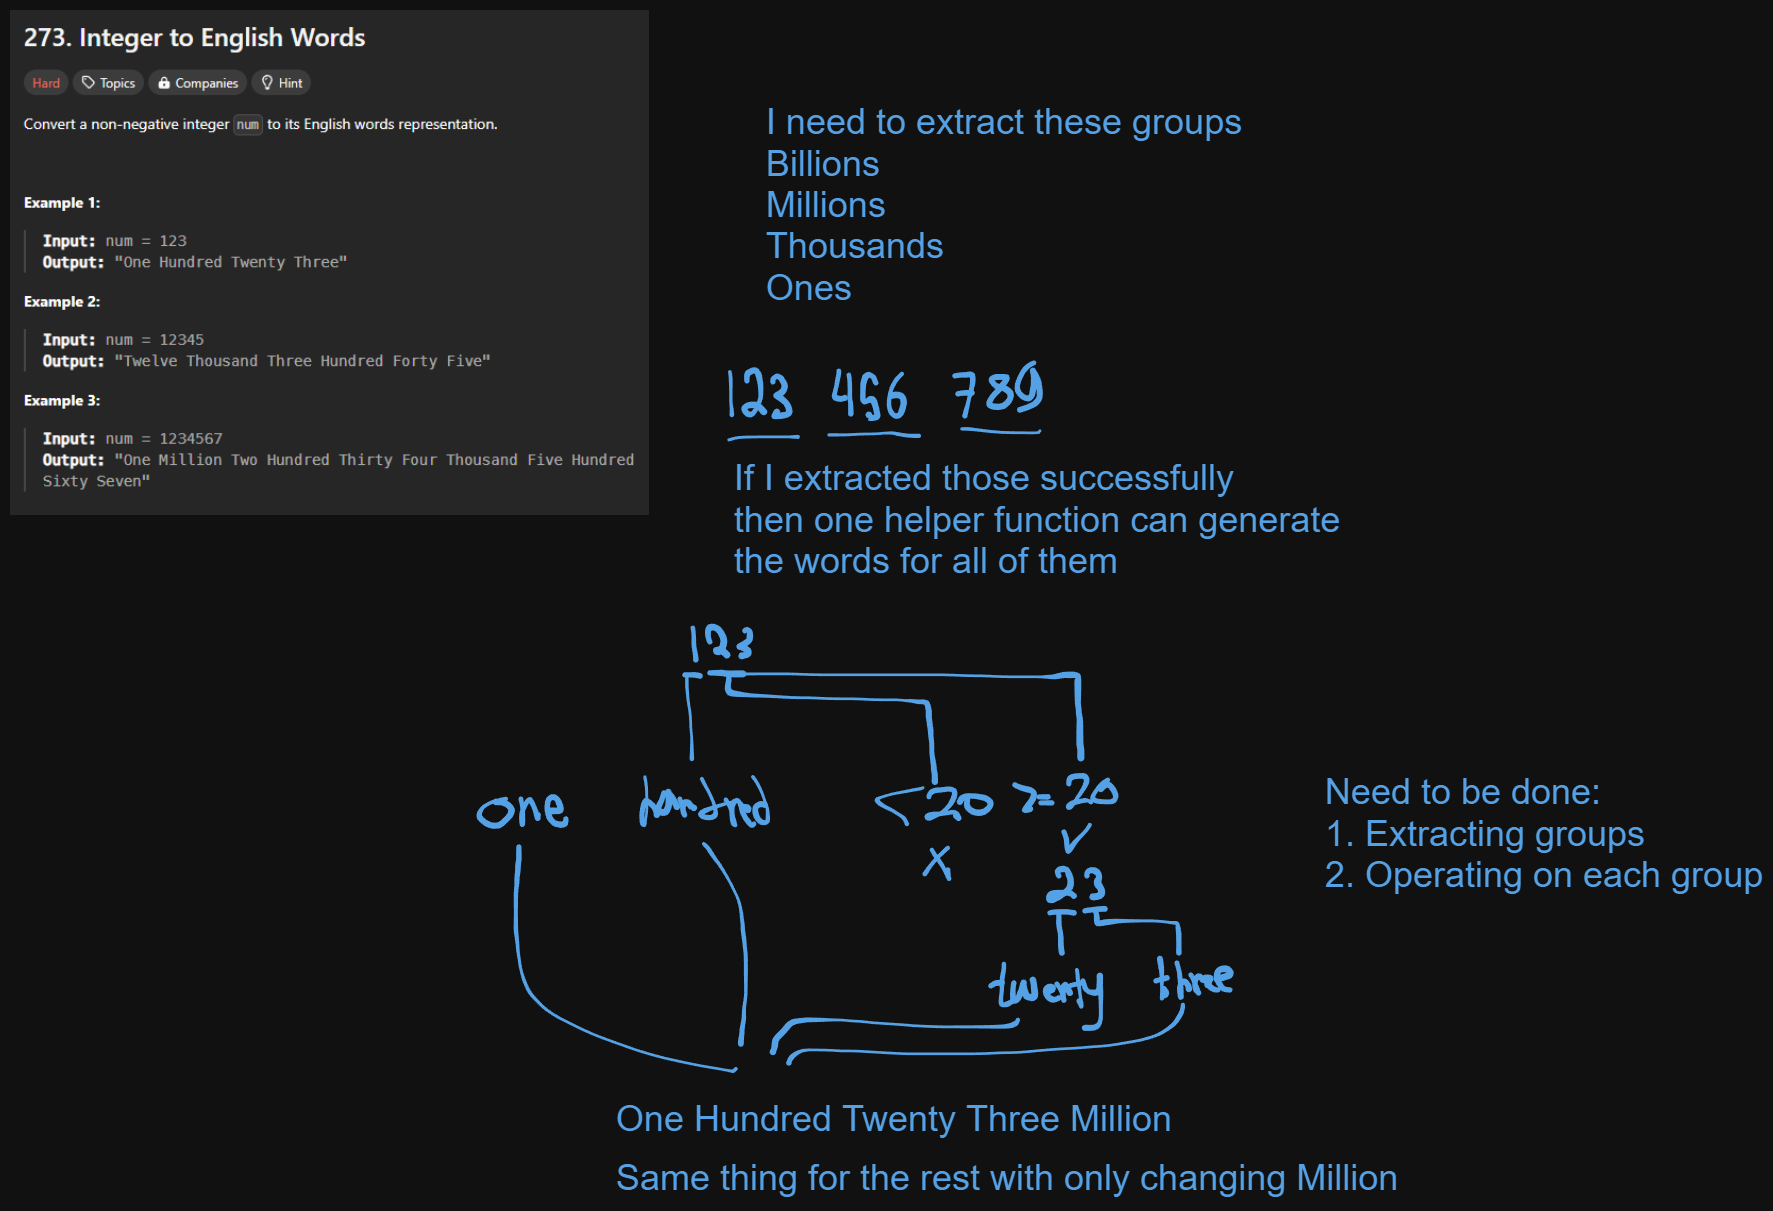 273. Integer to English Words
Hard Topics Companies Hint
Convert a non-negative integer num to its English words representation.
Example 1:
Input: num = 123
Output: "One Hundred Twenty Three"
Example 2:
Input: num = 12345
Output: "Twelve Thousand Three Hundred Forty Five"
Example 3:
Input: num = 1234567
Output: "One Million Two Hundred Thirty Four Thousand Five Hundred
Sixty Seven"
I need to extract these groups
Billions
Millions
Thousands
Ones
123 456 789
If I extracted those successfully
then one helper function can generate
the words for all of them
123
one hundred <20 >=20
X ✓
23
twenty three
Need to be done:
1. Extracting groups
2. Operating on each group
One Hundred Twenty Three Million
Same thing for the rest with only changing Million